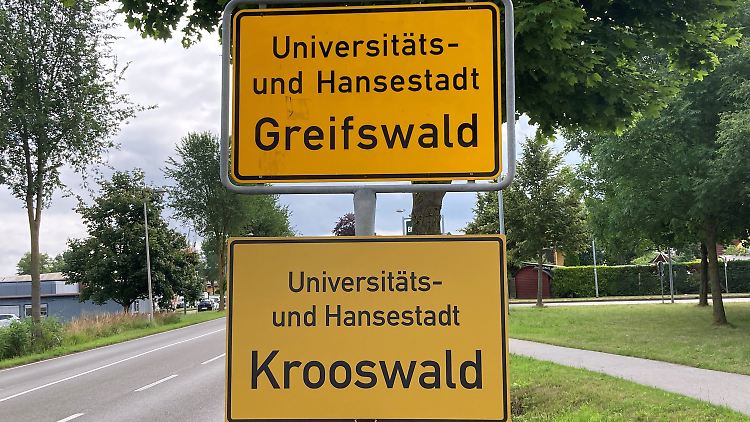 Universitäts-
und Hansestadt
Greifswald
Universitäts-
und Hansestadt
Krooswald